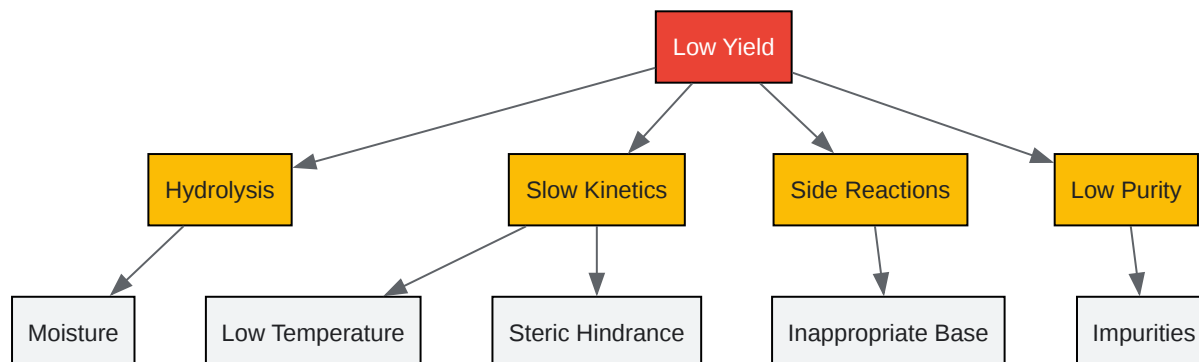 Low Yield
Hydrolysis
Slow Kinetics
Side Reactions
Low Purity
Moisture
Low Temperature
Steric Hindrance
Inappropriate Base
Impurities